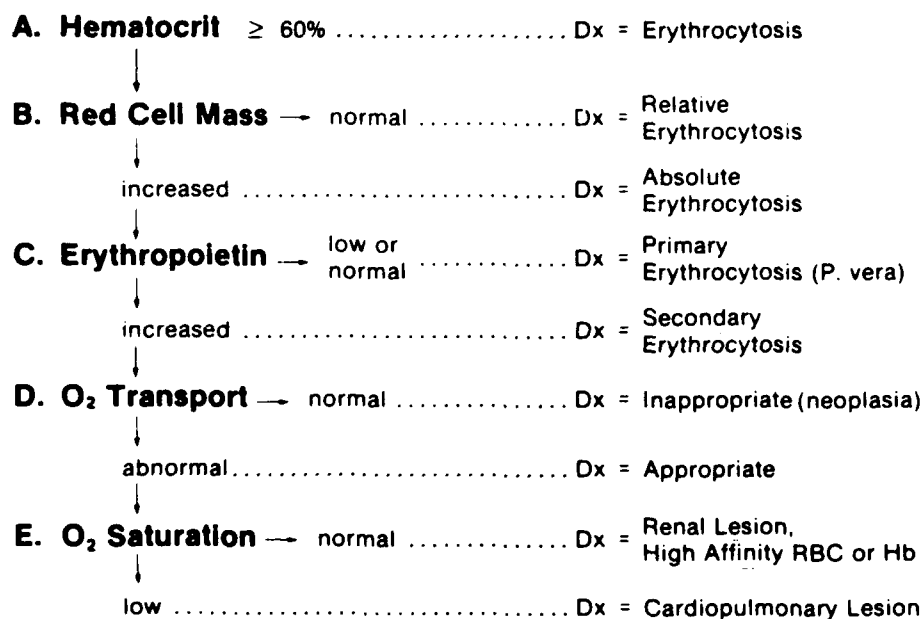 A. Hematocrit ≥ 60% ........................ Dx = Erythrocytosis
B. Red Cell Mass → normal ............... Dx = Relative
Erythrocytosis
increased ................................. Dx = Absolute
Erythrocytosis
C. Erythropoietin → low or
normal ............... Dx = Primary
Erythrocytosis (P. vera)
increased ................................. Dx = Secondary
Erythrocytosis
D. O₂ Transport → normal ................. Dx = Inappropriate (neoplasia)
abnormal .................................. Dx = Appropriate
E. O₂ Saturation → normal ............... Dx = Renal Lesion,
High Affinity RBC or Hb
low ........................................ Dx = Cardiopulmonary Lesion